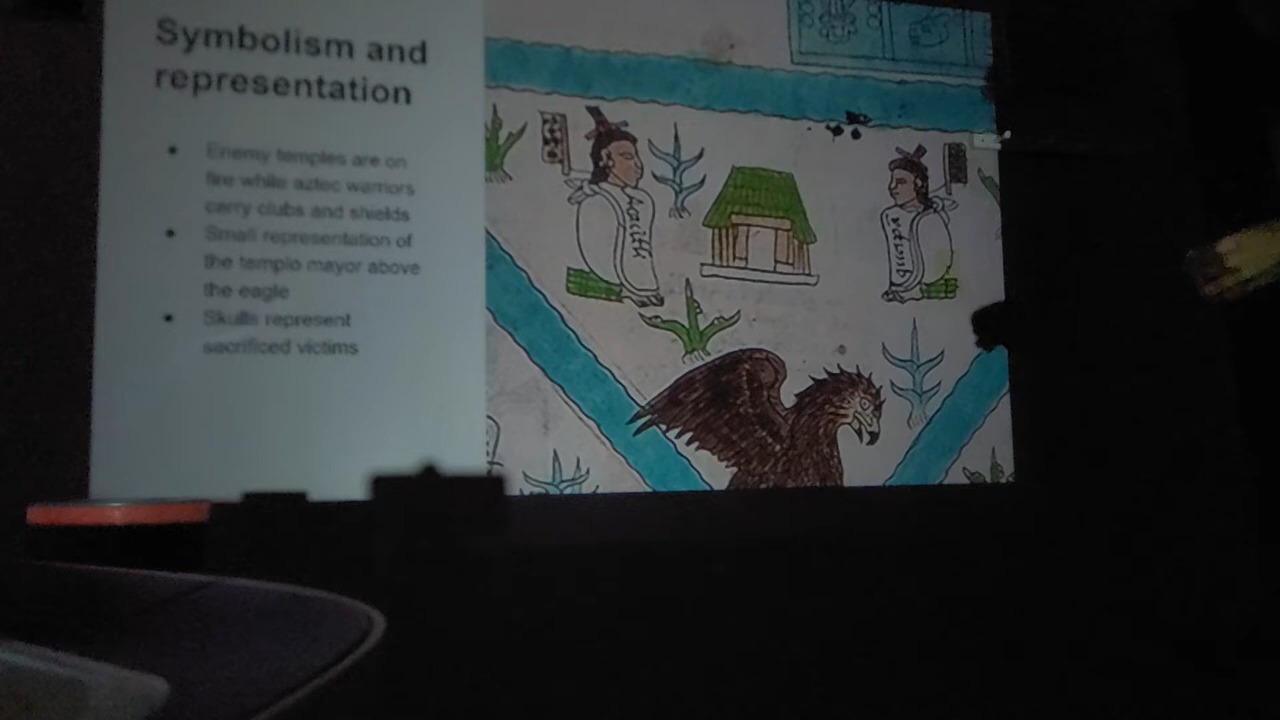 Symbolism and
representation
• Enemy temples are on
fire while aztec warriors
carry clubs and shields
• Small representation of
the templo mayor above
the eagle
• Skulls represent
sacrificed victims